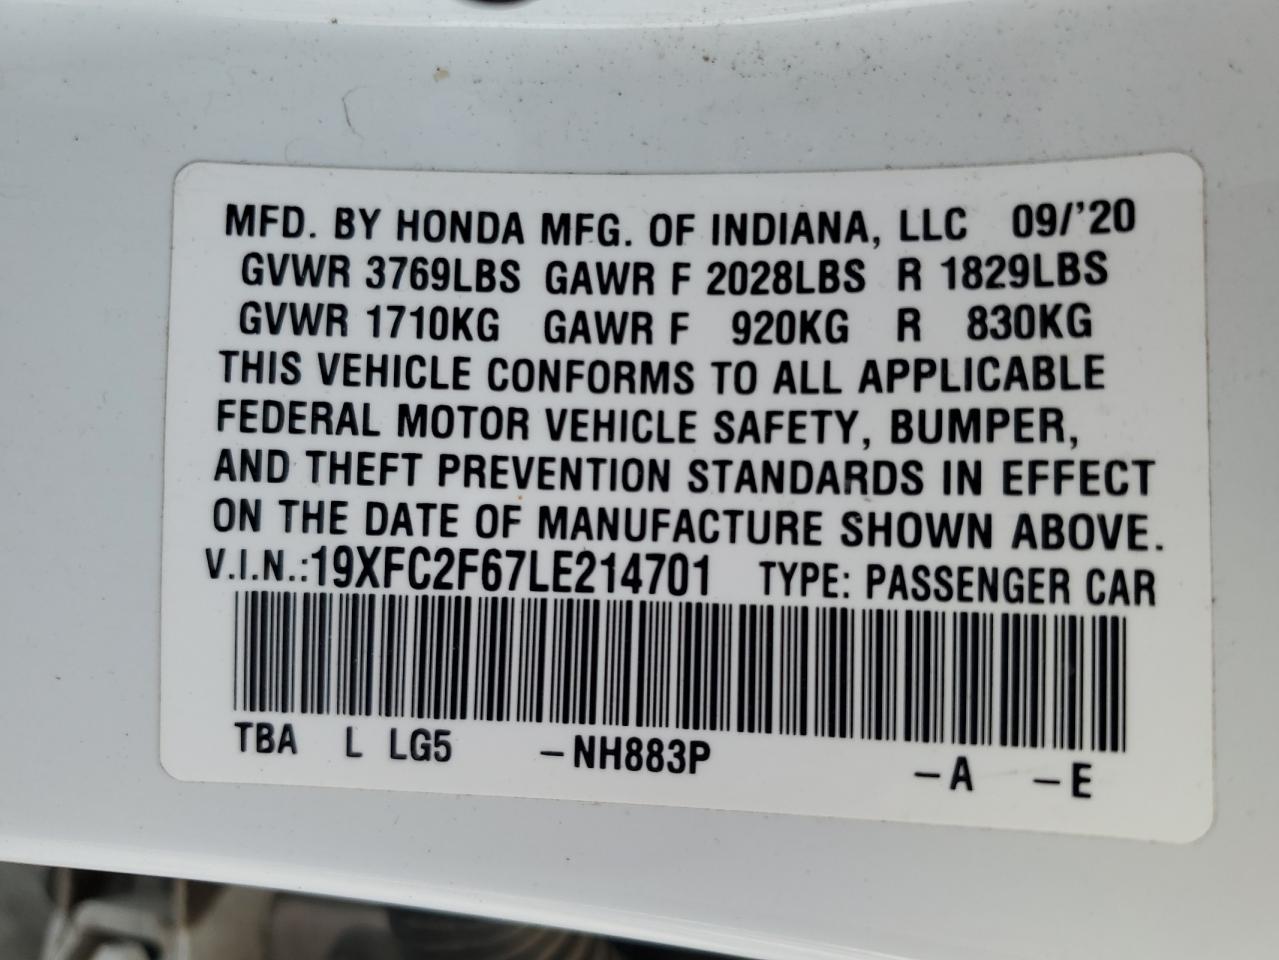 MFD. BY HONDA MFG. OF INDIANA, LLC 09/'20
GVWR 3769LBS GAWR F 2028LBS R 1829LBS
GVWR 1710KG GAWR F 920KG R 830KG
THIS VEHICLE CONFORMS TO ALL APPLICABLE
FEDERAL MOTOR VEHICLE SAFETY, BUMPER,
AND THEFT PREVENTION STANDARDS IN EFFECT
ON THE DATE OF MANUFACTURE SHOWN ABOVE.
V.I.N.:19XFC2F67LE214701 TYPE: PASSENGER CAR
TBA L LG5 -NH883P -A -E